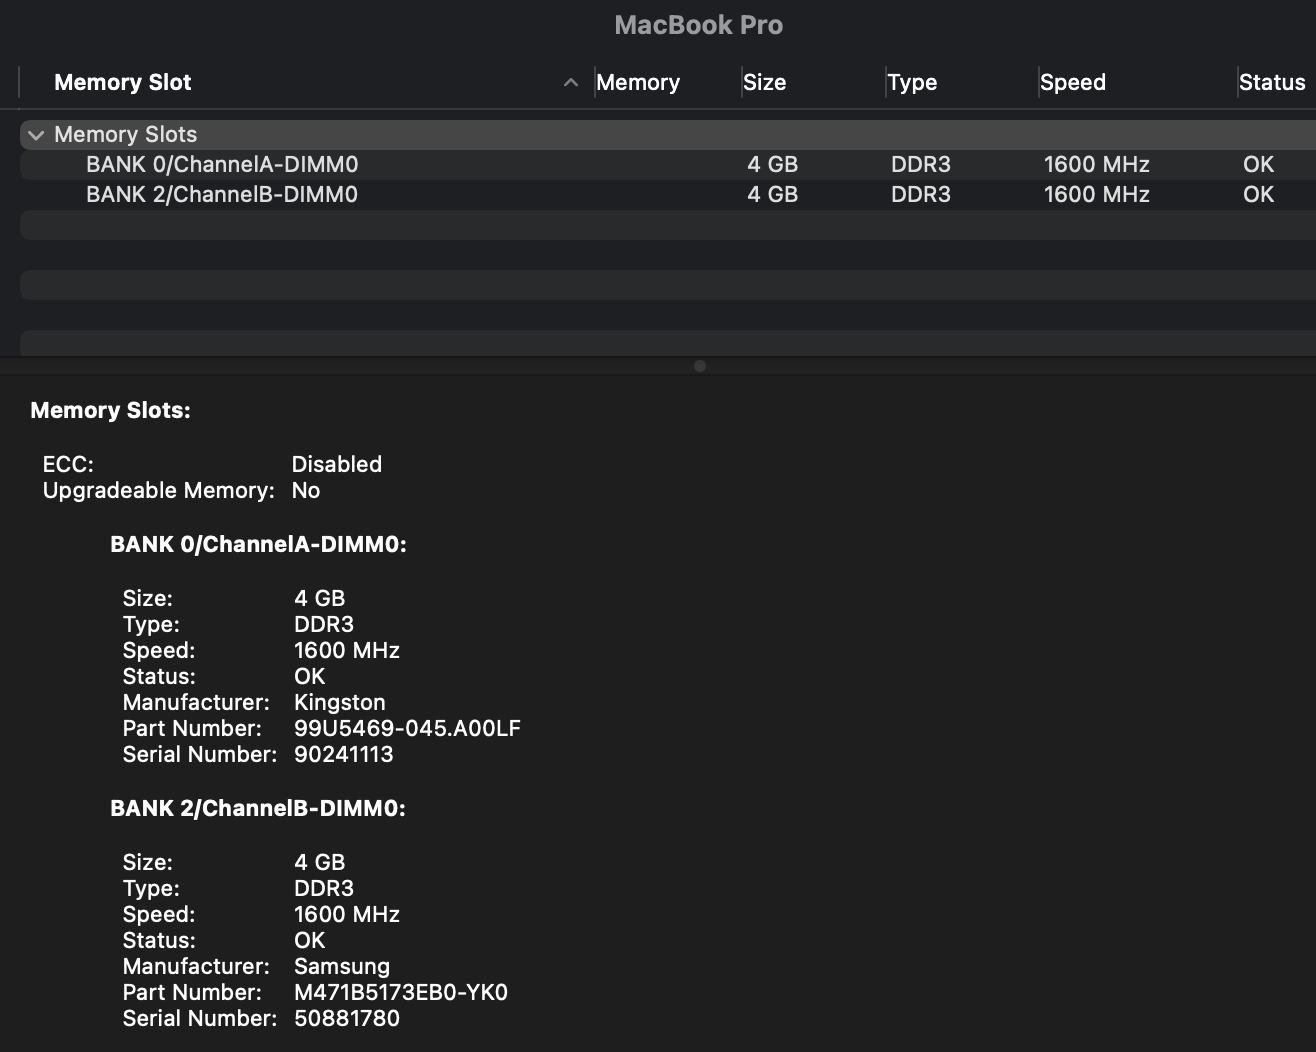 MacBook Pro
Memory Slot Memory Size Type Speed Status
Memory Slots
BANK 0/ChannelA-DIMM0 4 GB DDR3 1600 MHz OK
BANK 2/ChannelB-DIMM0 4 GB DDR3 1600 MHz OK
Memory Slots:
ECC: Disabled
Upgradeable Memory: No
BANK 0/ChannelA-DIMM0:
Size: 4 GB
Type: DDR3
Speed: 1600 MHz
Status: OK
Manufacturer: Kingston
Part Number: 99U5469-045.A00LF
Serial Number: 90241113
BANK 2/ChannelB-DIMM0:
Size: 4 GB
Type: DDR3
Speed: 1600 MHz
Status: OK
Manufacturer: Samsung
Part Number: M471B5173EB0-YK0
Serial Number: 50881780